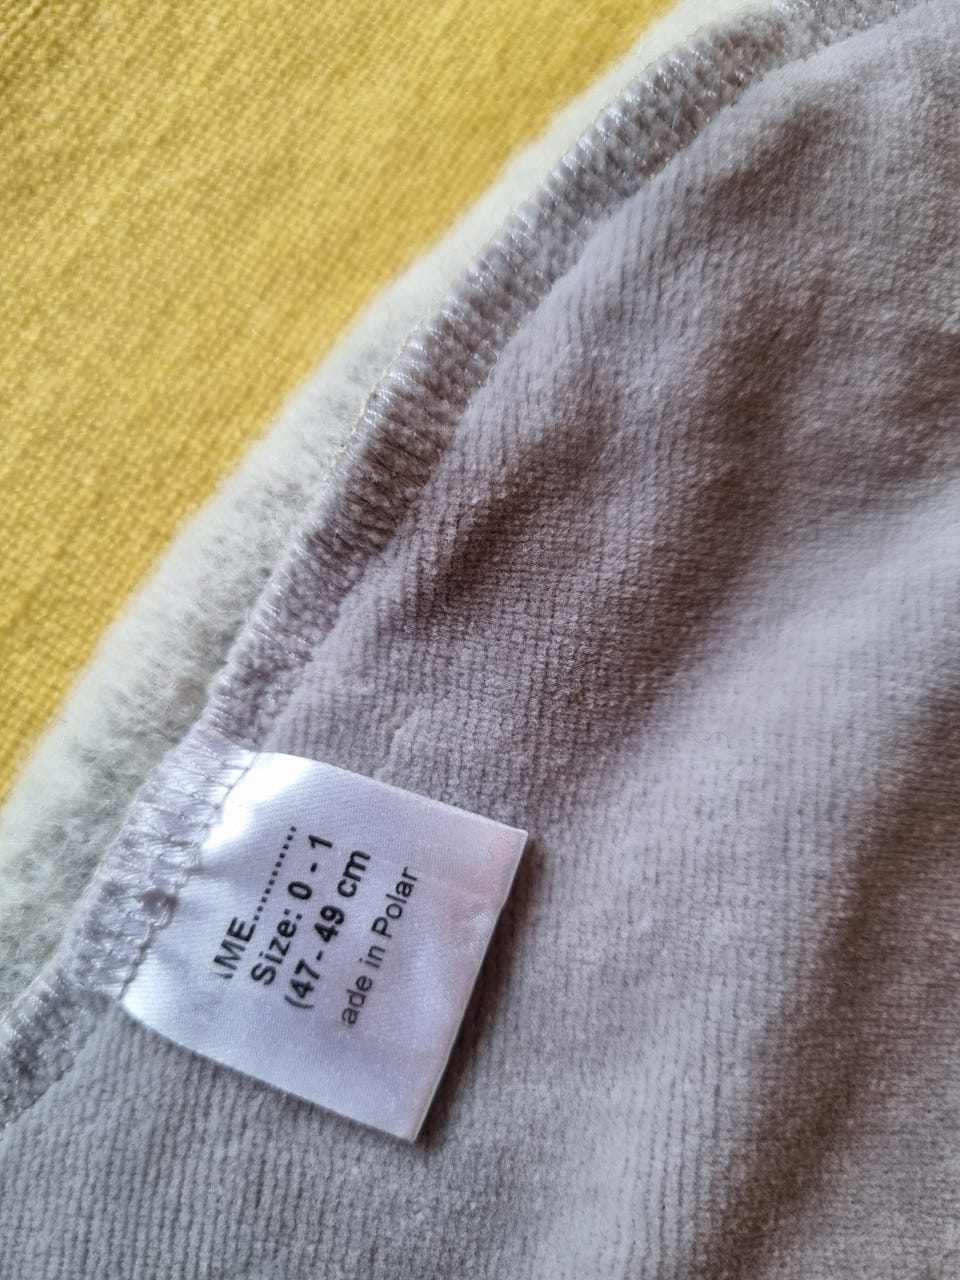 ME...........
Size: 0 - 1
(47- 49 cm
ade in Polar